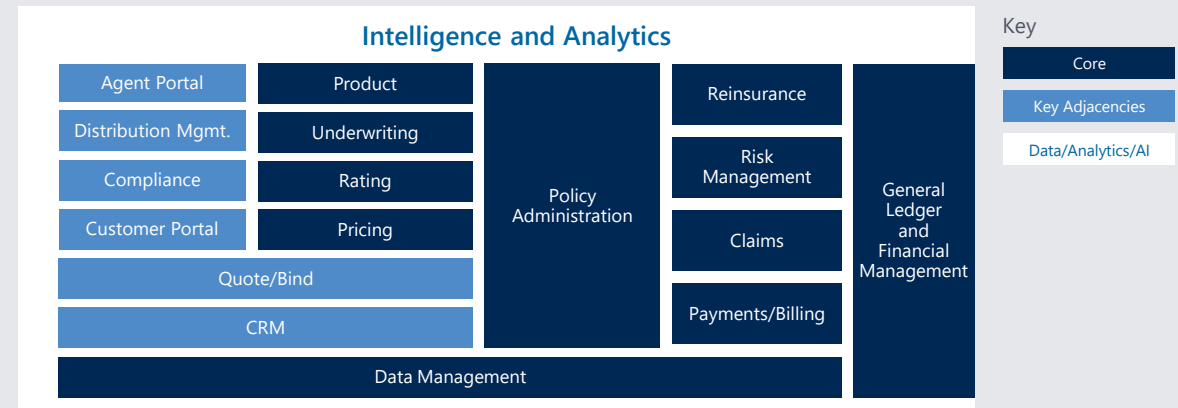 Intelligence and Analytics
Agent Portal
Distribution Mgmt.
Compliance
Customer Portal
Product
Underwriting
Rating
Pricing
Quote/Bind
CRM
Policy
Administration
Reinsurance
Risk
Management
Claims
Payments/Billing
General
Ledger
and
Financial
Management
Data Management
Key
Core
Key Adjacencies
Data/Analytics/AI